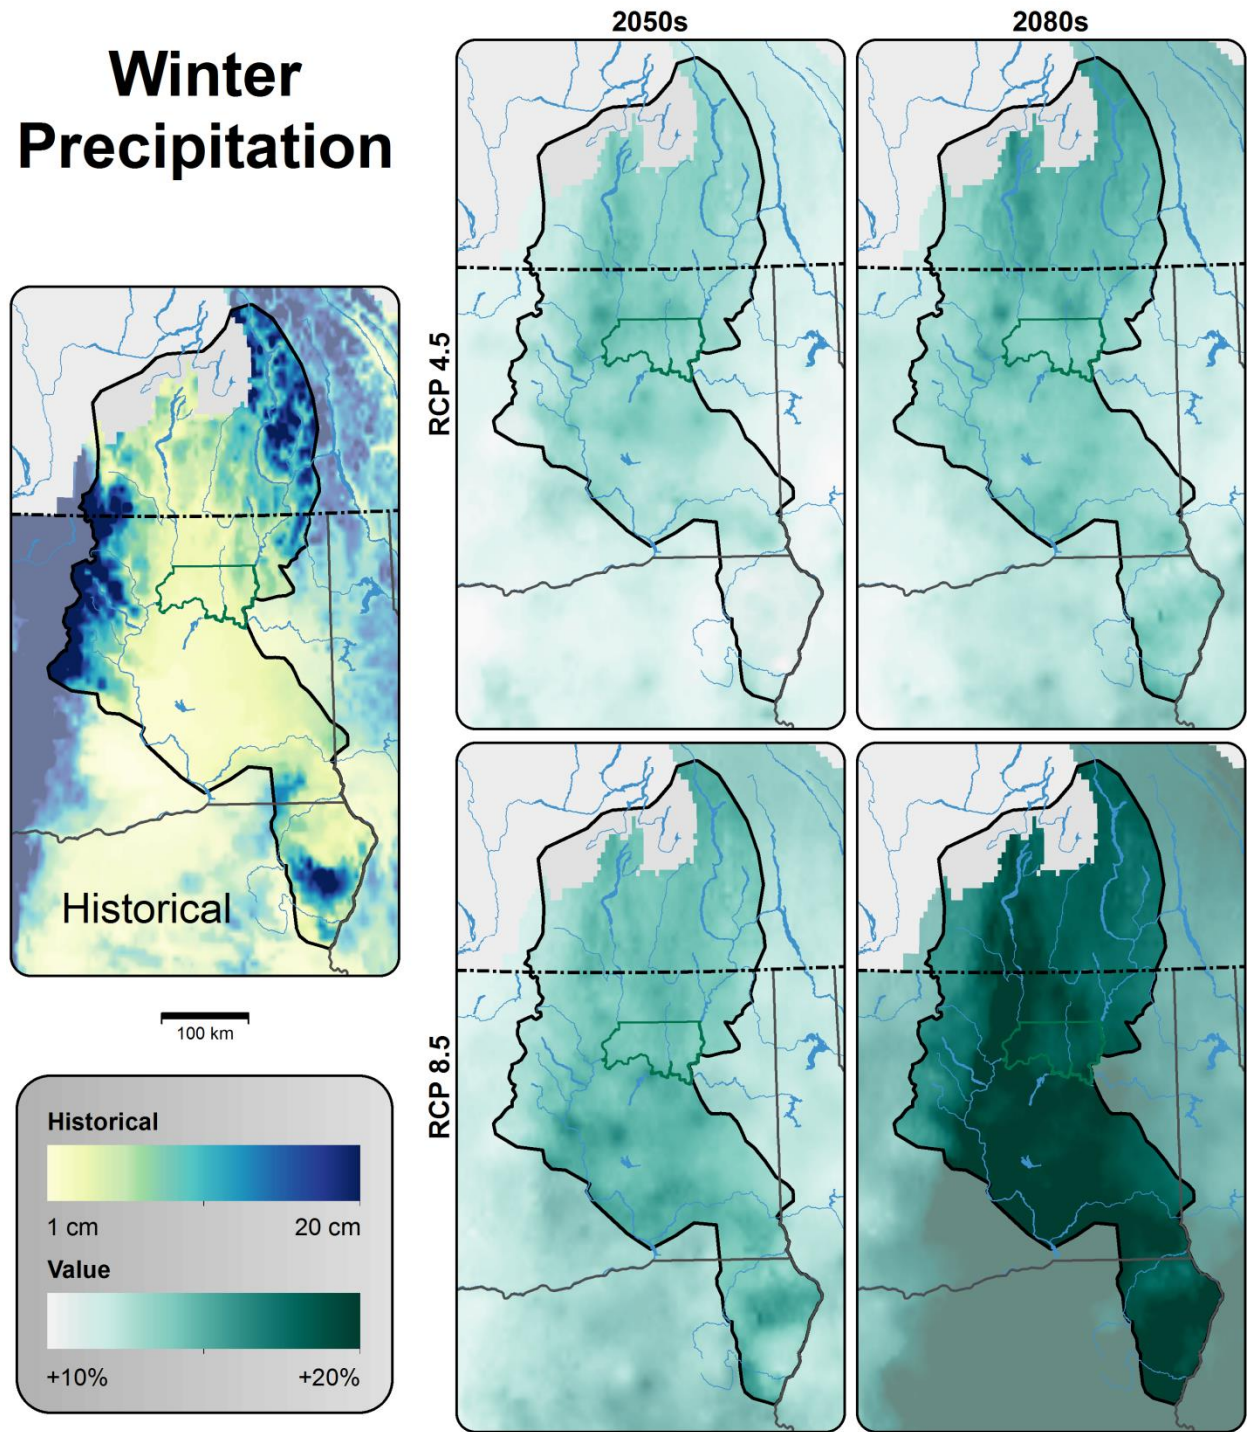 Winter
Precipitation
2050s
2080s
RCP 4.5
Historical
100 km
RCP 8.5
Historical
1 cm
20 cm
Value
+10%
+20%